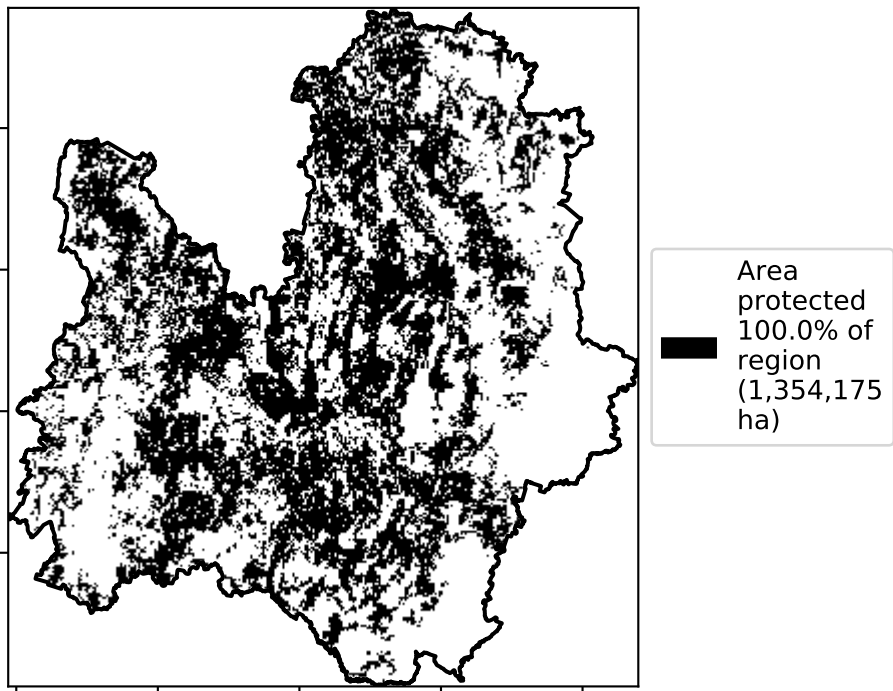 Area
protected
100.0% of
region
(1,354,175
ha)